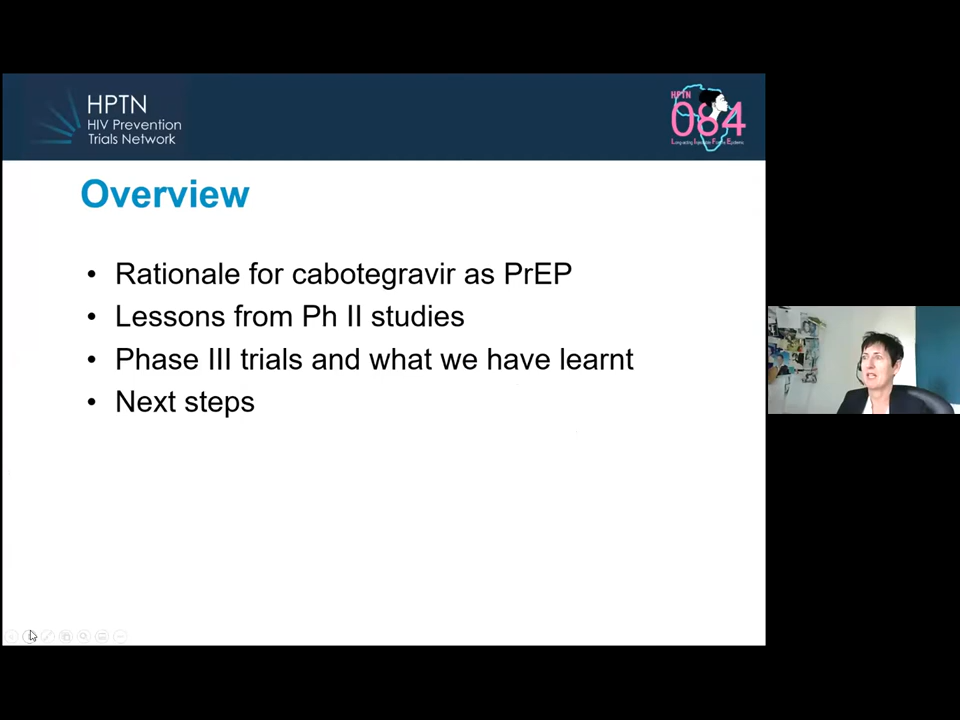 HPTN
HIV Prevention
Trials Network
HPTN
084
Overview
• Rationale for cabotegravir as PrEP
• Lessons from Ph II studies
• Phase III trials and what we have learnt
• Next steps